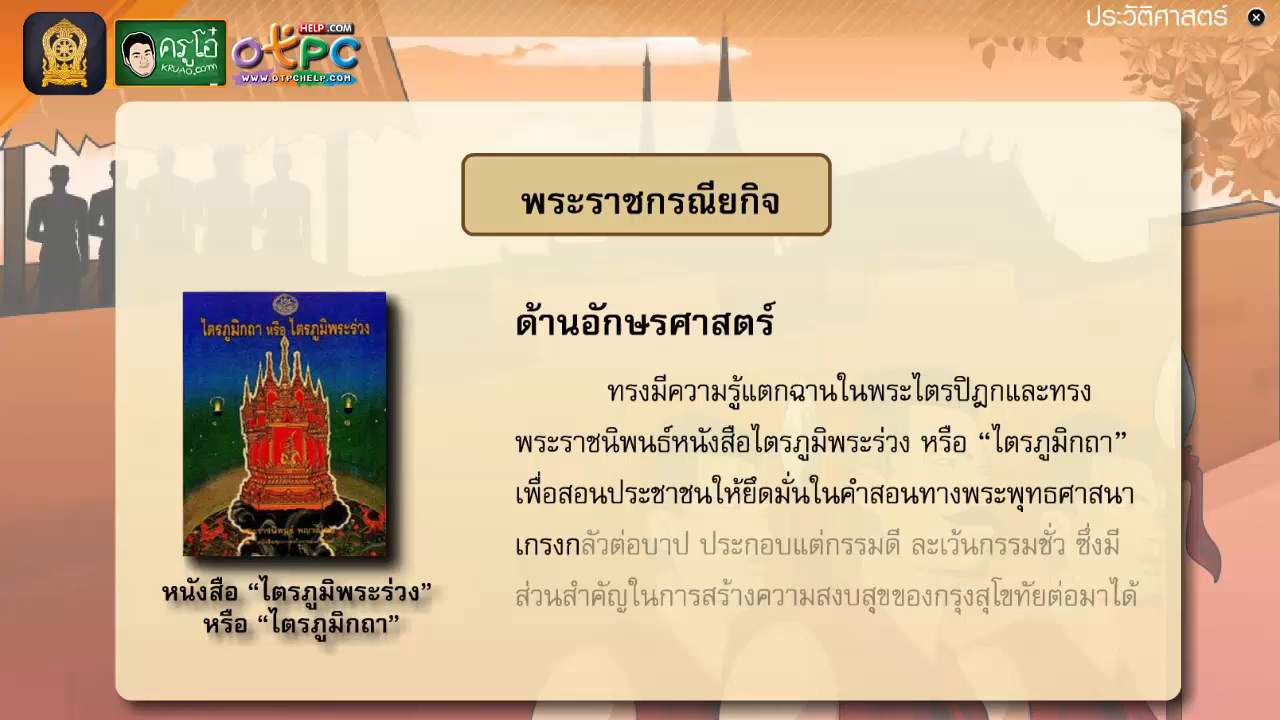 ประวัติศาสตร์
ครูโอ๋
KRUAO.com
HELP.COM
OTPC
WWW.OTPCHELP.COM
พระราชกรณียกิจ
ไตรภูมิกถา หรือ ไตรภูมิพระร่วง
ด้านอักษรศาสตร์
ทรงมีความรู้แตกฉานในพระไตรปิฎกและทรง
พระราชนิพนธ์หนังสือไตรภูมิพระร่วง หรือ “ไตรภูมิกถา”
เพื่อสอนประชาชนให้ยึดมั่นในคำสอนทางพระพุทธศาสนา
เกรงกลัวต่อบาป ประกอบแต่กรรมดี ละเว้นกรรมชั่ว ซึ่งมี
ส่วนสำคัญในการสร้างความสงบสุขของกรุงสุโขทัยต่อมาได้
หนังสือ “ไตรภูมิพระร่วง”
หรือ “ไตรภูมิกถา”